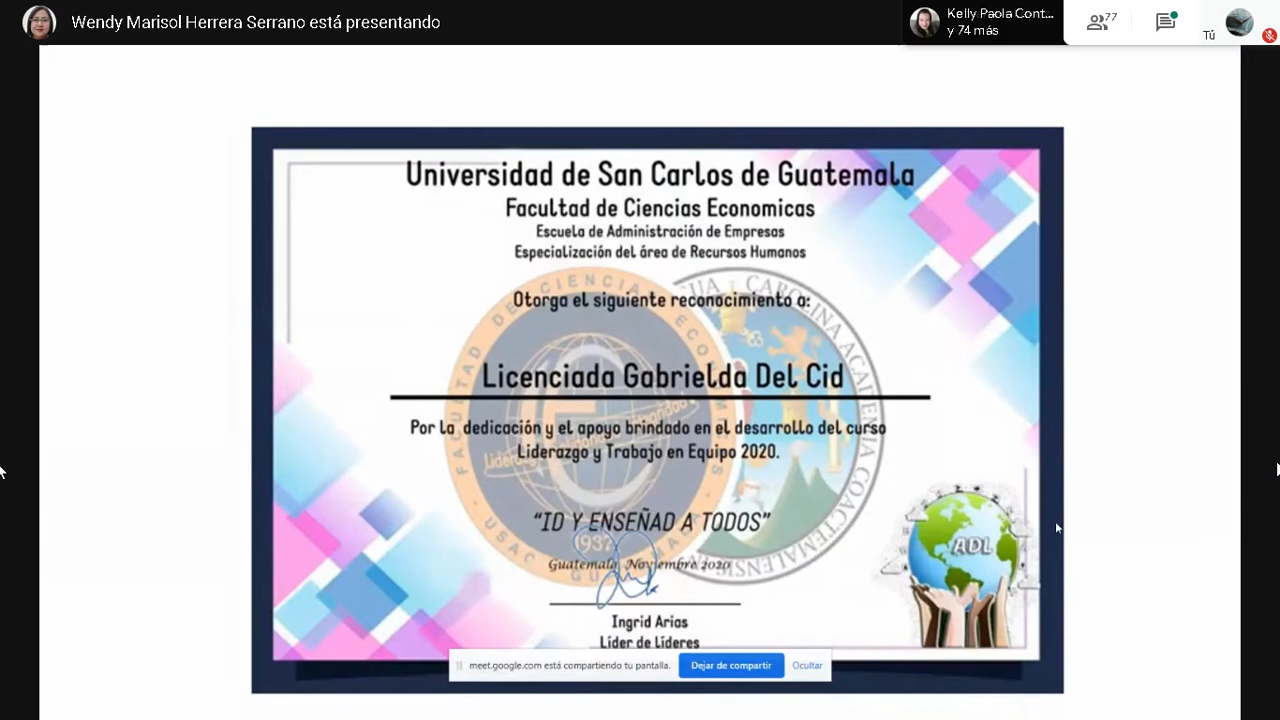 Wendy Marisol Herrera Serrano está presentando
Kelly Paola Cont...
y 74 más
77
Tú
Universidad de San Carlos de Guatemala
Facultad de Ciencias Economicas
Escuela de Administración de Empresas
Especialización del área de Recursos Humanos
Otorga el siguiente reconocimiento a:
Licenciada Gabrielda Del Cid
Por la dedicación y el apoyo brindado en el desarrollo del curso
Liderazgo y Trabajo en Equipo 2020.
"ID Y ENSEÑAD A TODOS"
1937
Guatemala, Noviembre 2020
ADL
Ingrid Arias
Líder de líderes
meet.google.com está compartiendo tu pantalla.
Dejar de compartir
Ocultar